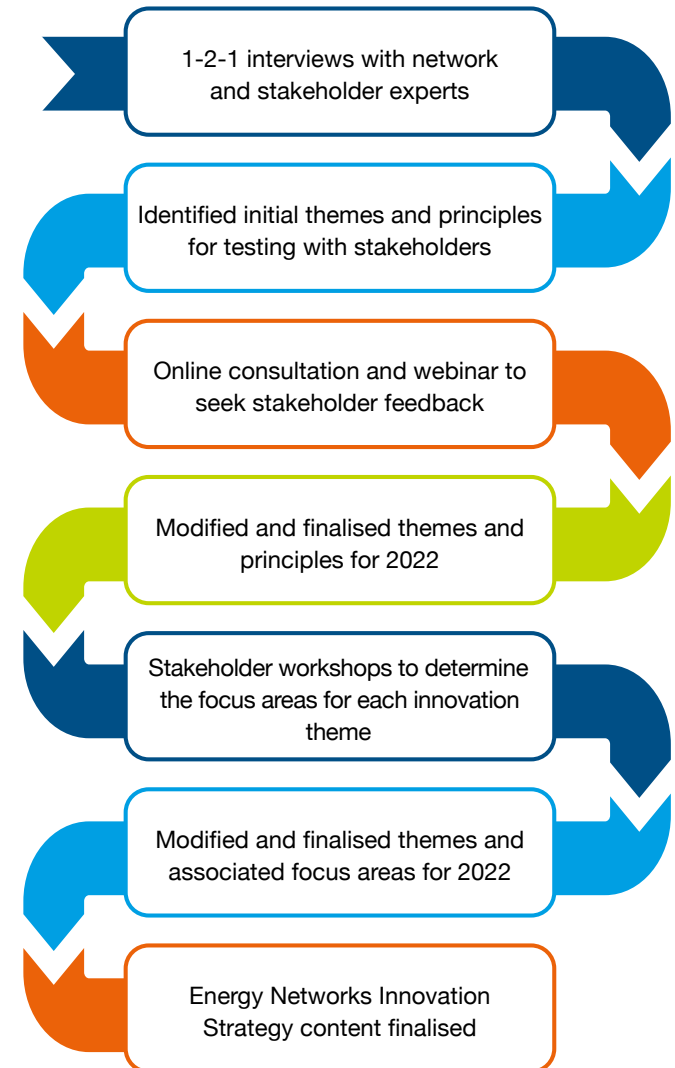 1-2-1 interviews with network
and stakeholder experts
Identified initial themes and principles
for testing with stakeholders
Online consultation and webinar to
seek stakeholder feedback
Modified and finalised themes and
principles for 2022
Stakeholder workshops to determine
the focus areas for each innovation
theme
Modified and finalised themes and
associated focus areas for 2022
Energy Networks Innovation
Strategy content finalised